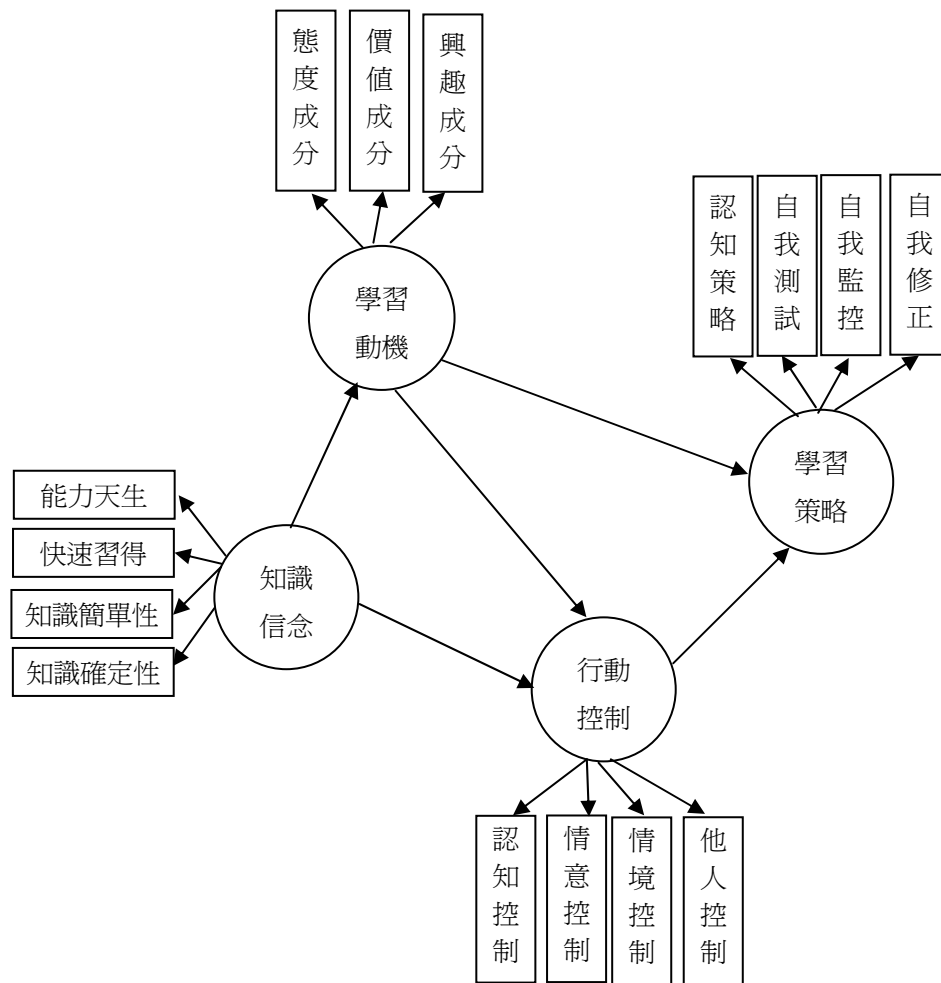 態度成分
價值成分
興趣成分
認知策略
自我測試
自我監控
自我修正
學習
動機
學習
策略
能力天生
快速習得
知識簡單性
知識確定性
知識
信念
行動
控制
認知控制
情意控制
情境控制
他人控制